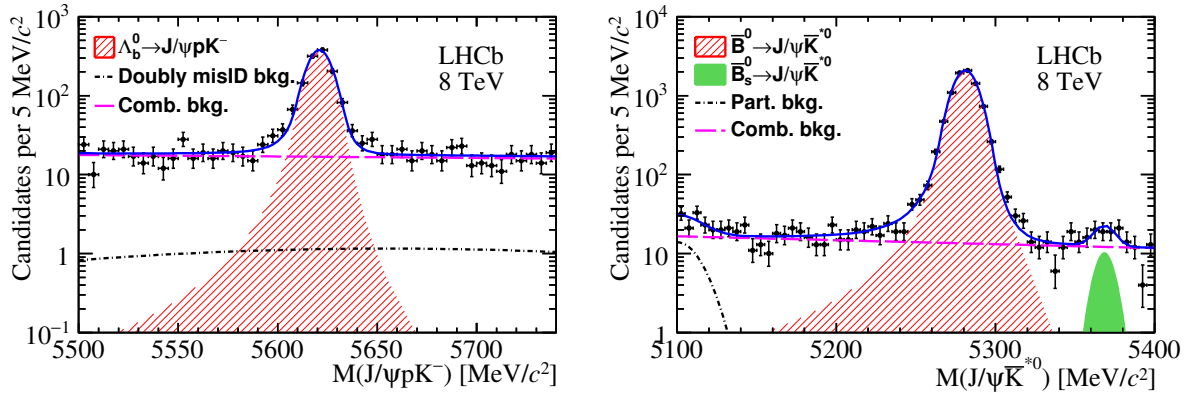 Candidates per 5 MeV/c²
10³
10²
10
1
10⁻¹
Λ_b⁰→J/ψpK⁻
Doubly misID bkg.
Comb. bkg.
LHCb
8 TeV
5500 5550 5600 5650 5700
M(J/ψpK⁻) [MeV/c²]
Candidates per 5 MeV/c²
10⁴
10³
10²
10
1
B̅⁰→J/ψK̅*⁰
B̅_s⁰→J/ψK̅*⁰
Part. bkg.
Comb. bkg.
LHCb
8 TeV
5100 5200 5300 5400
M(J/ψK̅*⁰) [MeV/c²]